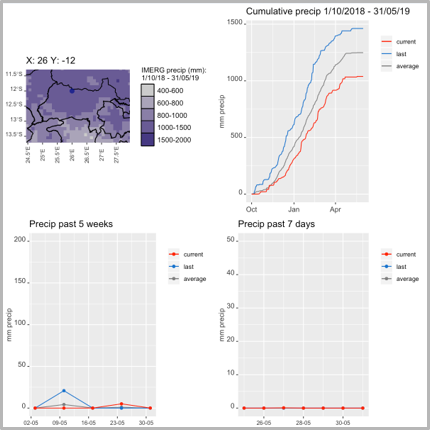 Cumulative precip 1/10/2018 - 31/05/19
X: 26 Y: -12
IMERG precip (mm):
1/10/18 - 31/05/19)
11.5°S
12°S
12.5°S
13°S
13.5°S
24.5°E
25°E
25.5°E
26°E
26.5°E
27°E
27.5°E
400-600
600-800
800-1000
1000-1500
1500-2000
mm precip
1500
1000
500
0
Oct
Jan
Apr
current
last
average
Precip past 5 weeks
mm precip
200
150
100
50
0
02-05
09-05
16-05
23-05
30-05
current
last
average
Precip past 7 days
mm precip
50
40
30
20
10
0
26-05
28-05
30-05
current
last
average